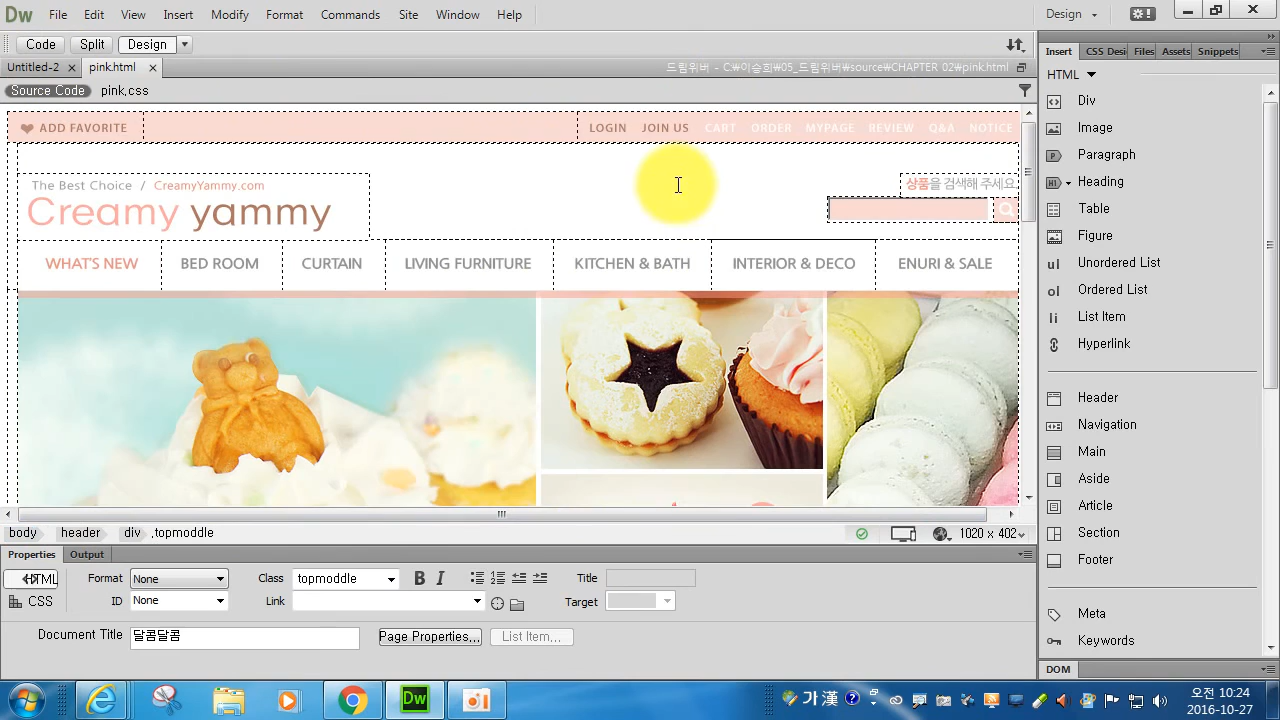 Dw File Edit View Insert Modify Format Commands Site Window Help Design
Code Split Design
Untitled-2 pink.html 드림위버 - C:₩이승희₩05_드림위버₩source₩CHAPTER 02₩pink.html
Source Code pink.css
Insert CSS Desi Files Assets Snippets
HTML
Div
Image
Paragraph
Heading
Table
Figure
ul Unordered List
ol Ordered List
li List Item
Hyperlink
Header
Navigation
Main
Aside
Article
Section
Footer
Meta
Keywords
DOM
ADD FAVORITE LOGIN JOIN US CART ORDER MYPAGE REVIEW Q&A NOTICE
The Best Choice / CreamyYammy.com 상품을 검색해 주세요
Creamy yammy
WHAT'S NEW BED ROOM CURTAIN LIVING FURNITURE KITCHEN & BATH INTERIOR & DECO ENURI & SALE
body header div .topmoddle 1020 x 402
Properties Output
HTML Format None Class topmoddle B I Title
CSS ID None Link Target
Document Title 달콤달콤 Page Properties... List Item...
Dw 가 漢 오전 10:24
2016-10-27